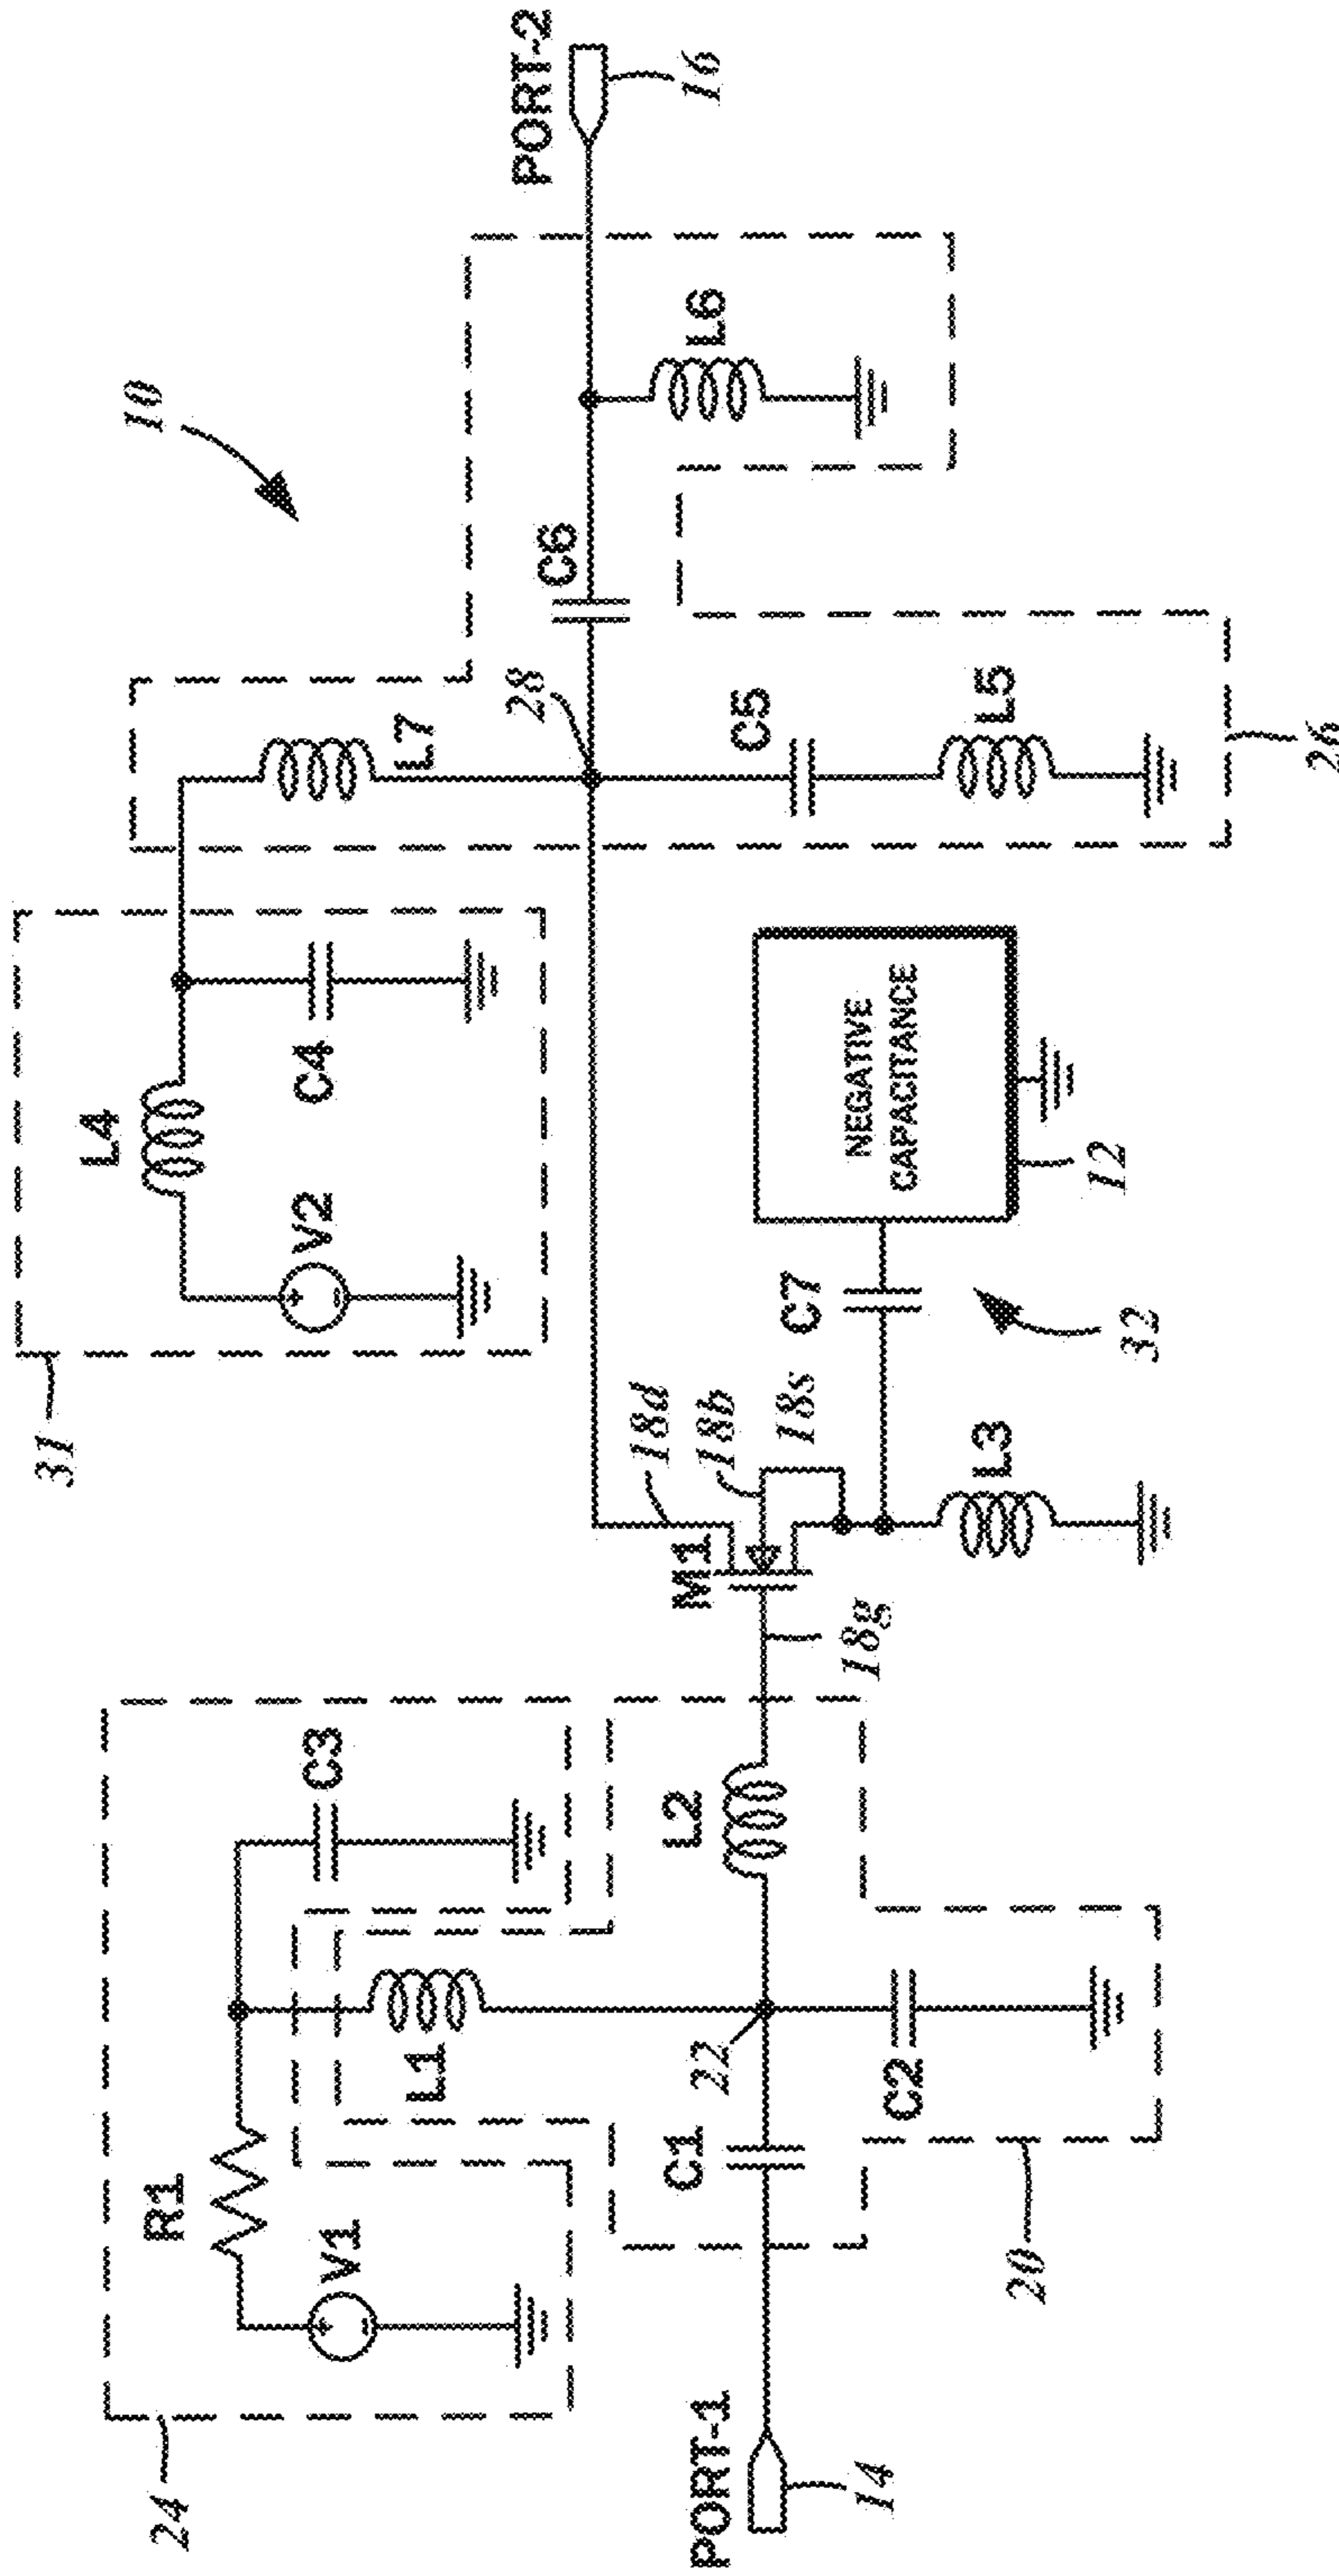 10
31
L4
V2
C4
L7
28
C6
PORT-2
16
L6
C5
L5
26
24
R1
V1
C3
L1
L2
22
C1
C2
20
PORT-1
14
M1
18g
18d
18b
18s
C7
L3
32
NEGATIVE
CAPACITANCE
12